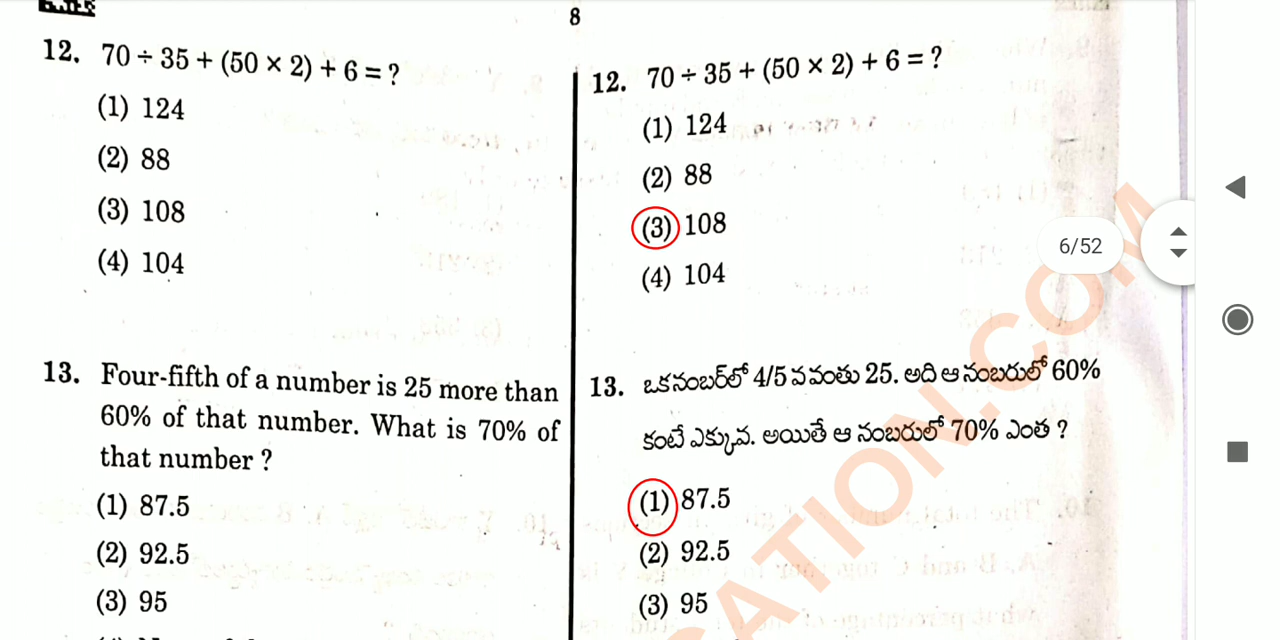 8
12. 70 ÷ 35 + (50 × 2) + 6 = ?
(1) 124
(2) 88
(3) 108
(4) 104
13. Four-fifth of a number is 25 more than
60% of that number. What is 70% of
that number ?
(1) 87.5
(2) 92.5
(3) 95
12. 70 ÷ 35 + (50 × 2) + 6 = ?
(1) 124
(2) 88
(3) 108
(4) 104
13. ఒక నంబర్‌లో 4/5 వ వంతు 25. అది ఆ నంబరులో 60%
కంటే ఎక్కువ. అయితే ఆ నంబరులో 70% ఎంత ?
(1) 87.5
(2) 92.5
(3) 95
6/52
ATION.COM